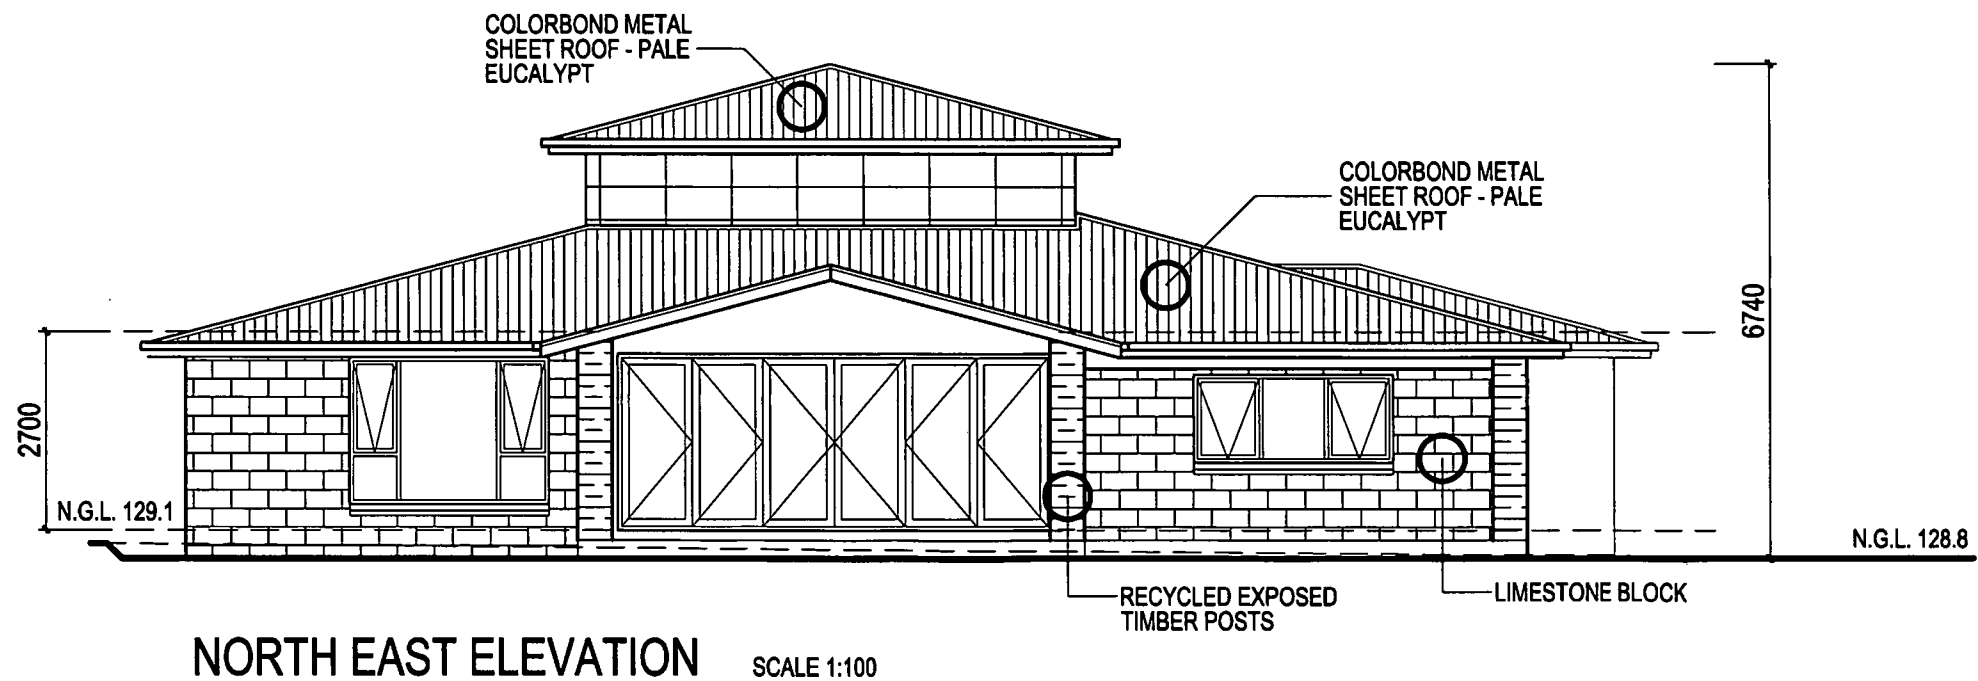 COLORBOND METAL
SHEET ROOF - PALE
EUCALYPT
COLORBOND METAL
SHEET ROOF - PALE
EUCALYPT
6740
2700
N.G.L. 129.1
N.G.L. 128.8
RECYCLED EXPOSED
TIMBER POSTS
LIMESTONE BLOCK
NORTH EAST ELEVATION SCALE 1:100